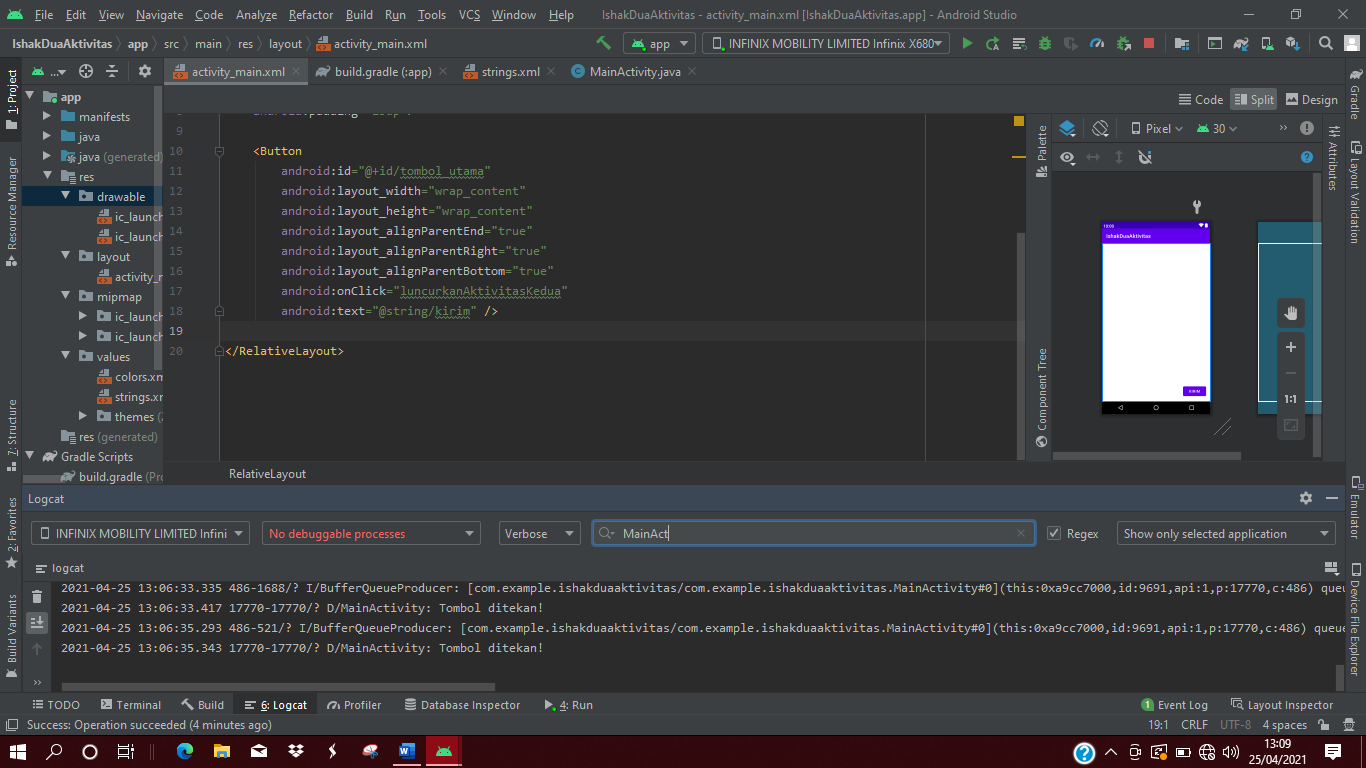 File Edit View Navigate Code Analyze Refactor Build Run Tools VCS Window Help IshakDuaAktivitas - activity_main.xml [IshakDuaAktivitas.app] - Android Studio
IshakDuaAktivitas app src main res layout activity_main.xml app INFINIX MOBILITY LIMITED Infinix X680
1: Project
Resource Manager
Z: Structure
2: Favorites
Build Variants
...
app
manifests
java
java (generated)
res
drawable
ic_launch
ic_launch
layout
activity_r
mipmap
ic_launch
ic_launch
values
colors.xm
strings.xr
themes (2
res (generated)
Gradle Scripts
build.gradle (Pro
activity_main.xml build.gradle (:app) strings.xml MainActivity.java
Code Split Design
9
10 <Button
11 android:id="@+id/tombol_utama"
12 android:layout_width="wrap_content"
13 android:layout_height="wrap_content"
14 android:layout_alignParentEnd="true"
15 android:layout_alignParentRight="true"
16 android:layout_alignParentBottom="true"
17 android:onClick="luncurkanAktivitasKedua"
18 android:text="@string/kirim" />
19
20 </RelativeLayout>
RelativeLayout
Palette
Component Tree
Pixel 30
IshakDuaAktivitas
KIRIM
1:1
Attributes
Gradle
Layout Validation
Emulator
Device File Explorer
Logcat
INFINIX MOBILITY LIMITED Infini No debuggable processes Verbose MainAct Regex Show only selected application
logcat
2021-04-25 13:06:33.335 486-1688/? I/BufferQueueProducer: [com.example.ishakduaaktivitas/com.example.ishakduaaktivitas.MainActivity#0](this:0xa9cc7000,id:9691,api:1,p:17770,c:486) queu
2021-04-25 13:06:33.417 17770-17770/? D/MainActivity: Tombol ditekan!
2021-04-25 13:06:35.293 486-521/? I/BufferQueueProducer: [com.example.ishakduaaktivitas/com.example.ishakduaaktivitas.MainActivity#0](this:0xa9cc7000,id:9691,api:1,p:17770,c:486) queue
2021-04-25 13:06:35.343 17770-17770/? D/MainActivity: Tombol ditekan!
TODO Terminal Build 6: Logcat Profiler Database Inspector 4: Run 1 Event Log Layout Inspector
Success: Operation succeeded (4 minutes ago) 19:1 CRLF UTF-8 4 spaces
13:09
25/04/2021